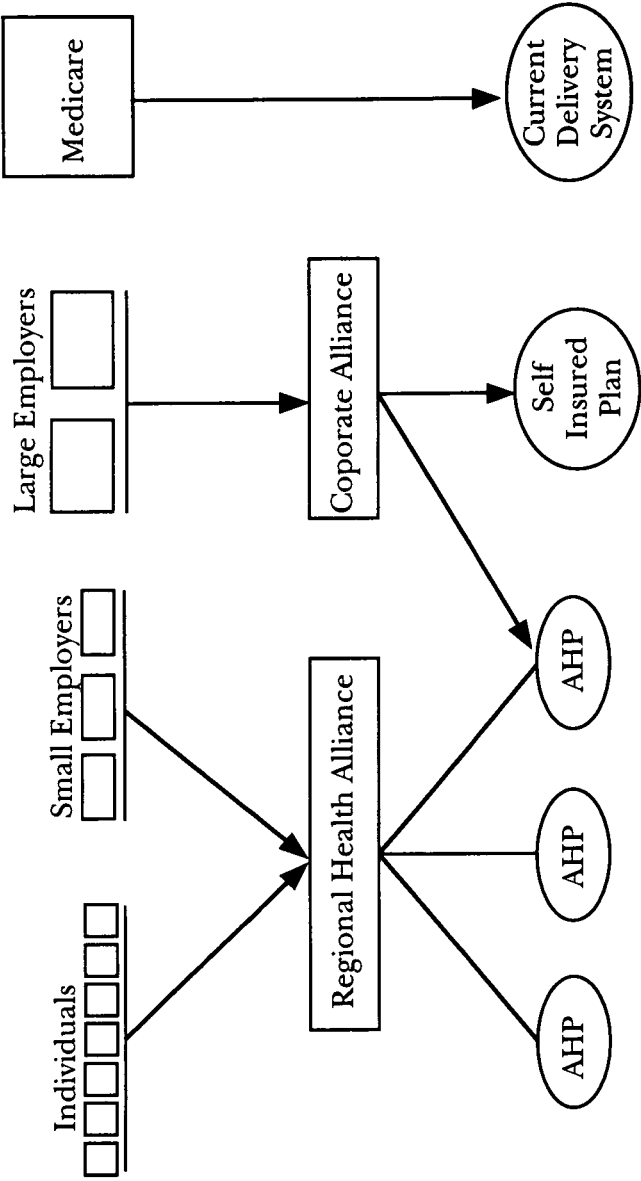 Individuals
Small Employers
Large Employers
Medicare
Regional Health Alliance
Coporate Alliance
AHP
AHP
AHP
Self
Insured
Plan
Current
Delivery
System